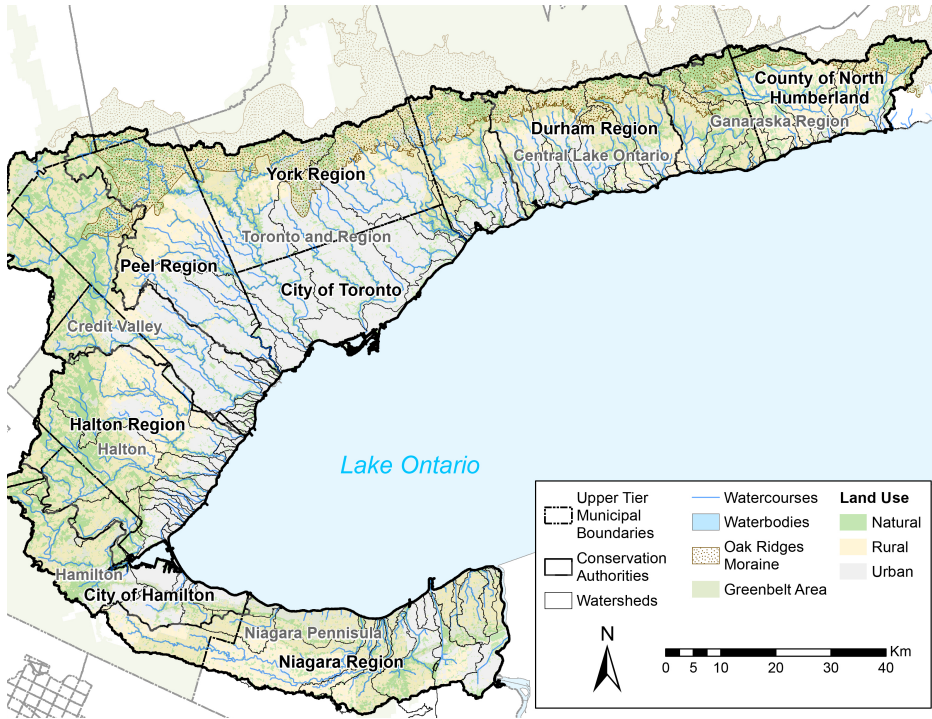 County of North
Humberland
Ganaraska Region
Durham Region
Central Lake Ontario
York Region
Toronto and Region
Peel Region
City of Toronto
Credit Valley
Halton Region
Halton
Lake Ontario
Hamilton
City of Hamilton
Niagara Pennisula
Niagara Region
Upper Tier
Municipal
Boundaries
Conservation
Authorities
Watersheds
Watercourses
Waterbodies
Oak Ridges
Moraine
Greenbelt Area
Land Use
Natural
Rural
Urban
N
Km
0 5 10 20 30 40